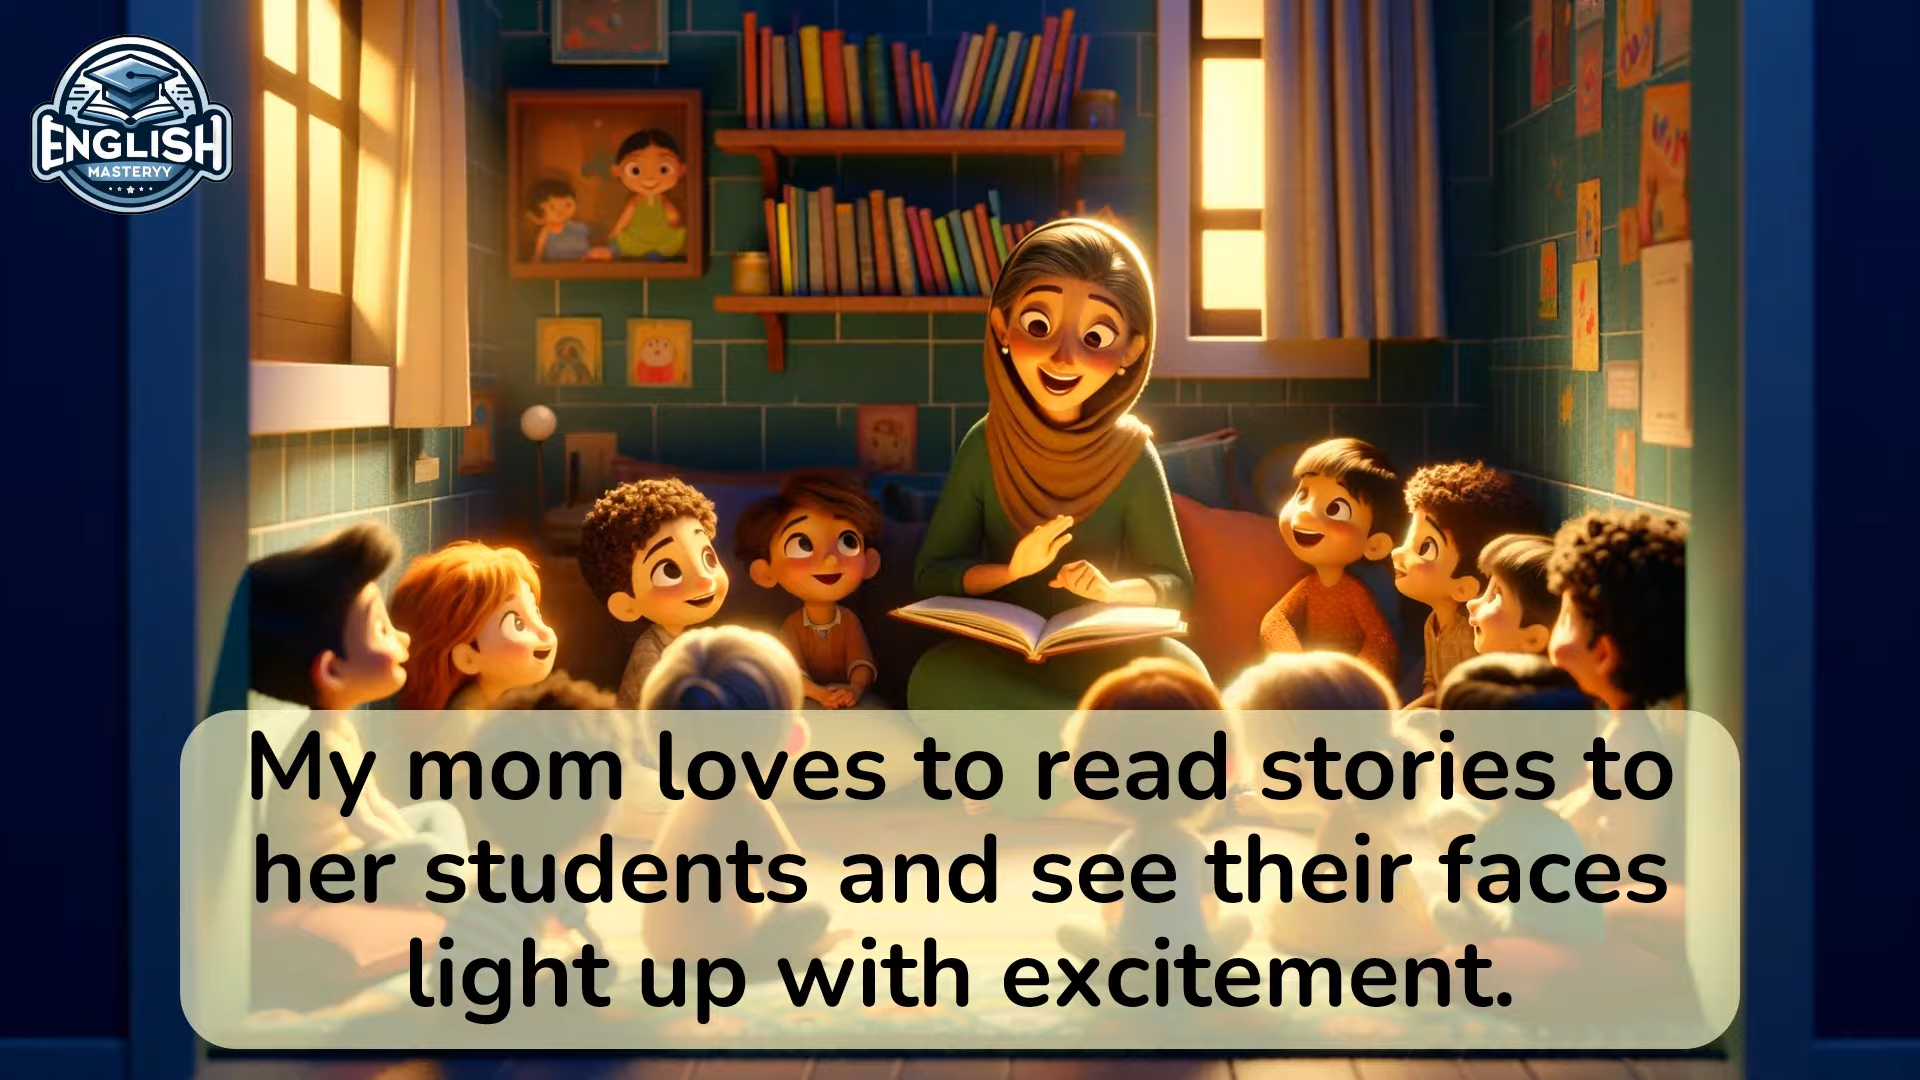 ENGLISH
MASTERYY
My mom loves to read stories to
her students and see their faces
light up with excitement.